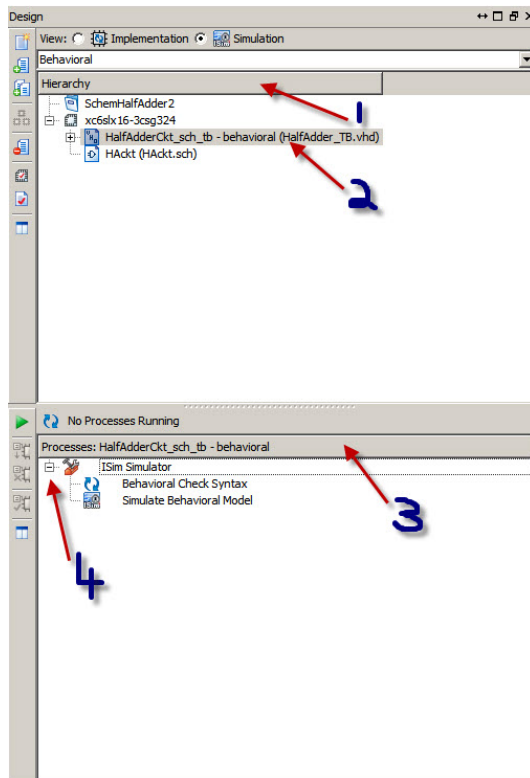 Design
View: Implementation Simulation
Behavioral
Hierarchy
1
SchemHalfAdder2
xc6slx16-3csg324
HalfAdderCkt_sch_tb - behavioral (HalfAdder_TB.vhd)
HAckt (HAckt.sch)
2
No Processes Running
Processes: HalfAdderCkt_sch_tb - behavioral
ISim Simulator
Behavioral Check Syntax
Simulate Behavioral Model
3
4